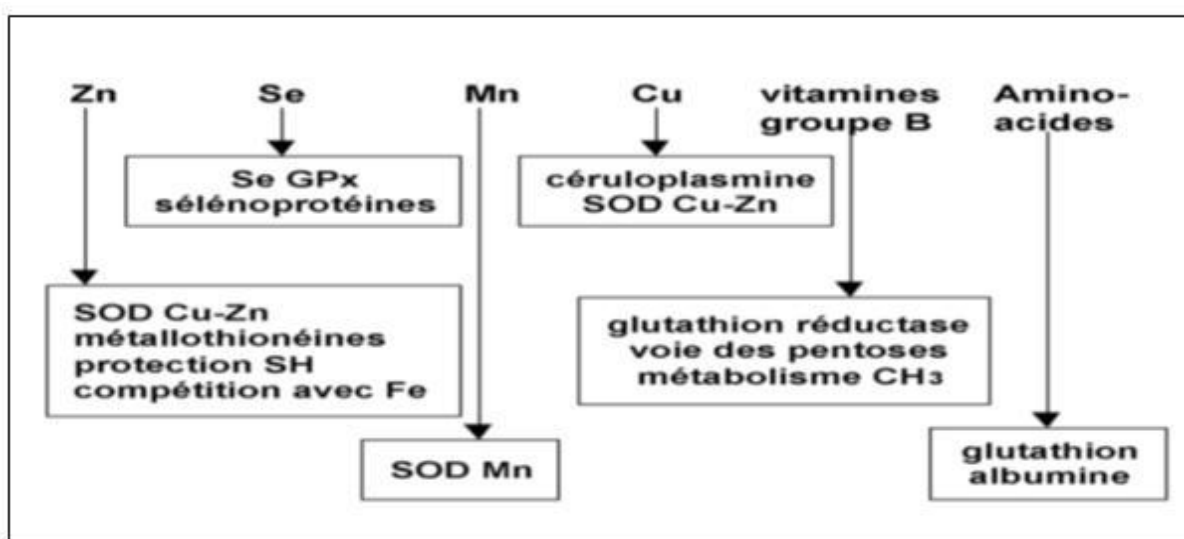 Zn
Se
Mn
Cu
vitamines
groupe B
Amino-
acides
Se GPx
sélénoprotéines
céruloplasmine
SOD Cu-Zn
SOD Cu-Zn
métallothionéines
protection SH
compétition avec Fe
glutathion réductase
voie des pentoses
métabolisme CH3
SOD Mn
glutathion
albumine